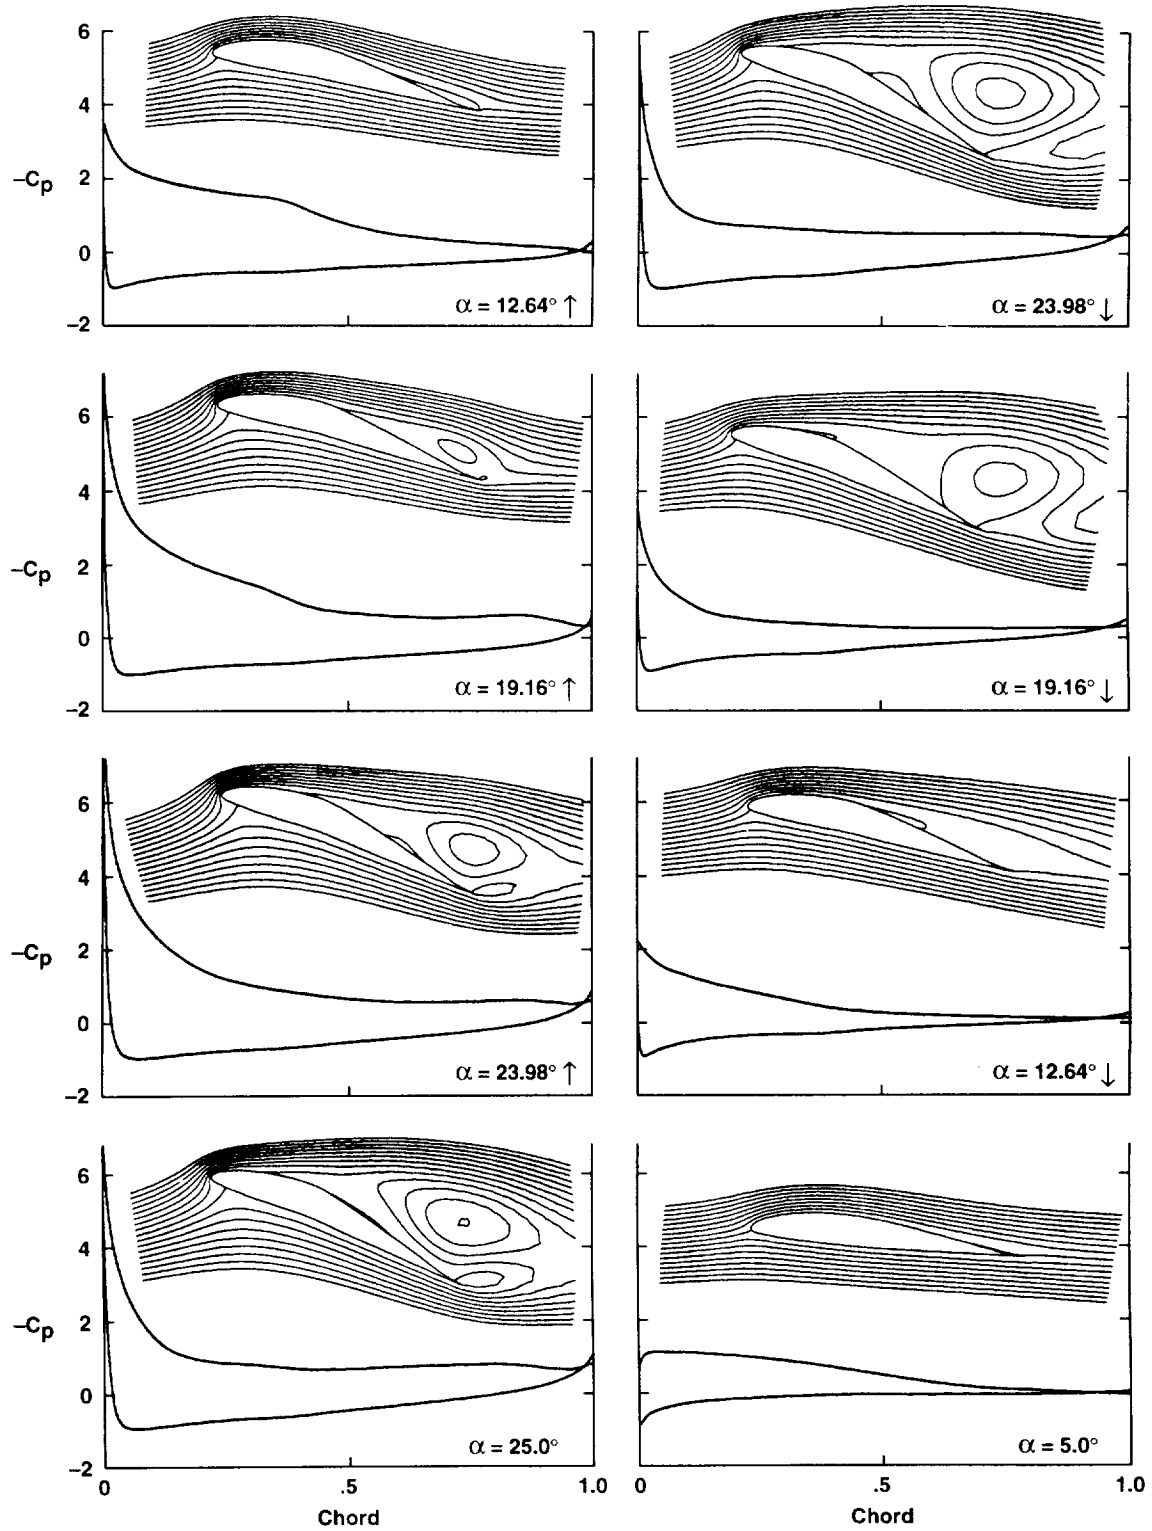 6
4
–Cp 2
0
–2
α = 12.64° ↑
α = 23.98° ↓
6
4
–Cp 2
0
–2
α = 19.16° ↑
α = 19.16° ↓
6
4
–Cp 2
0
–2
α = 23.98° ↑
α = 12.64° ↓
6
4
–Cp 2
0
–2
α = 25.0°
α = 5.0°
0 .5 1.0 0 .5 1.0
Chord Chord